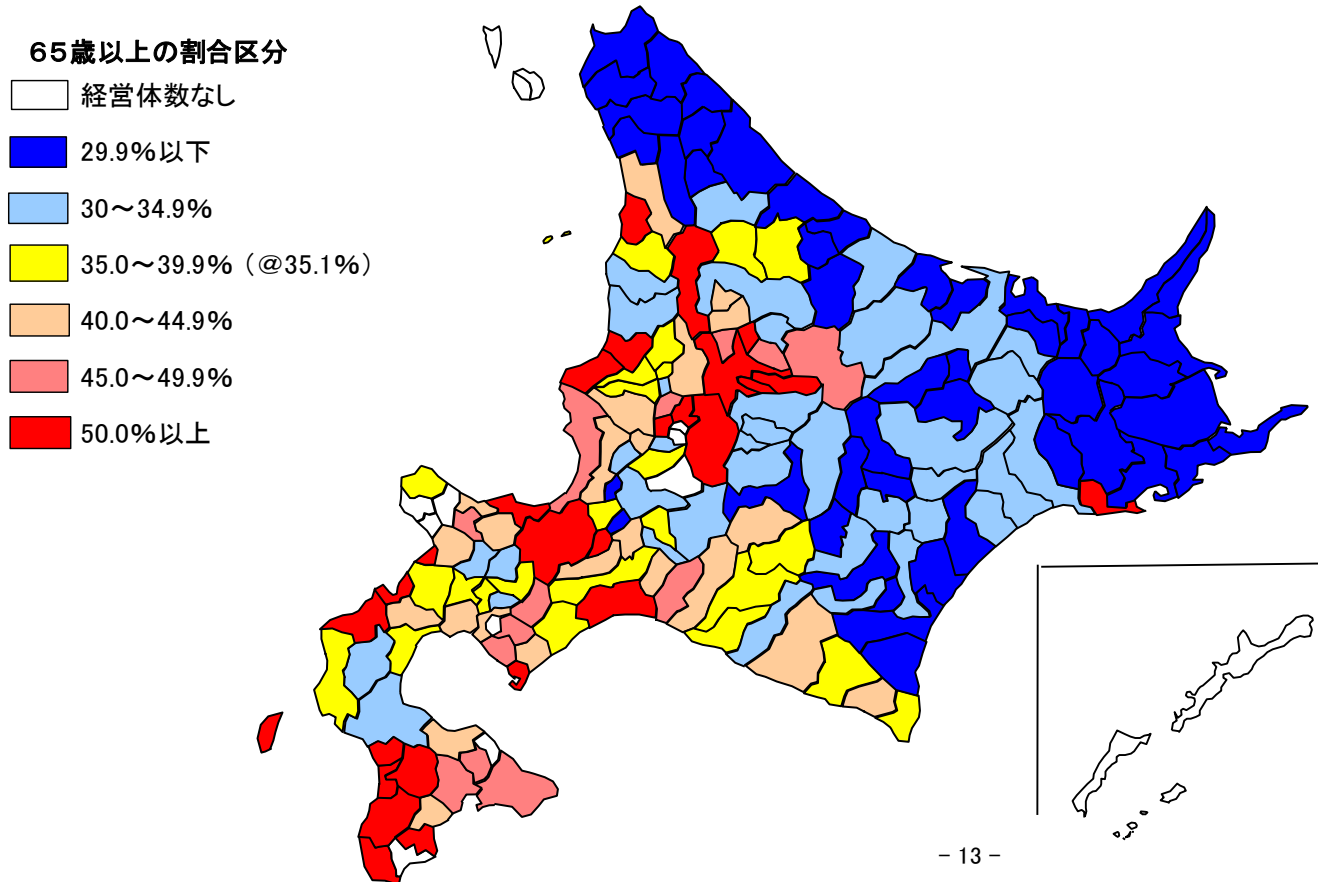 65歳以上の割合区分
経営体数なし
29.9%以下
30～34.9%
35.0～39.9%（@35.1%）
40.0～44.9%
45.0～49.9%
50.0%以上
- 13 -